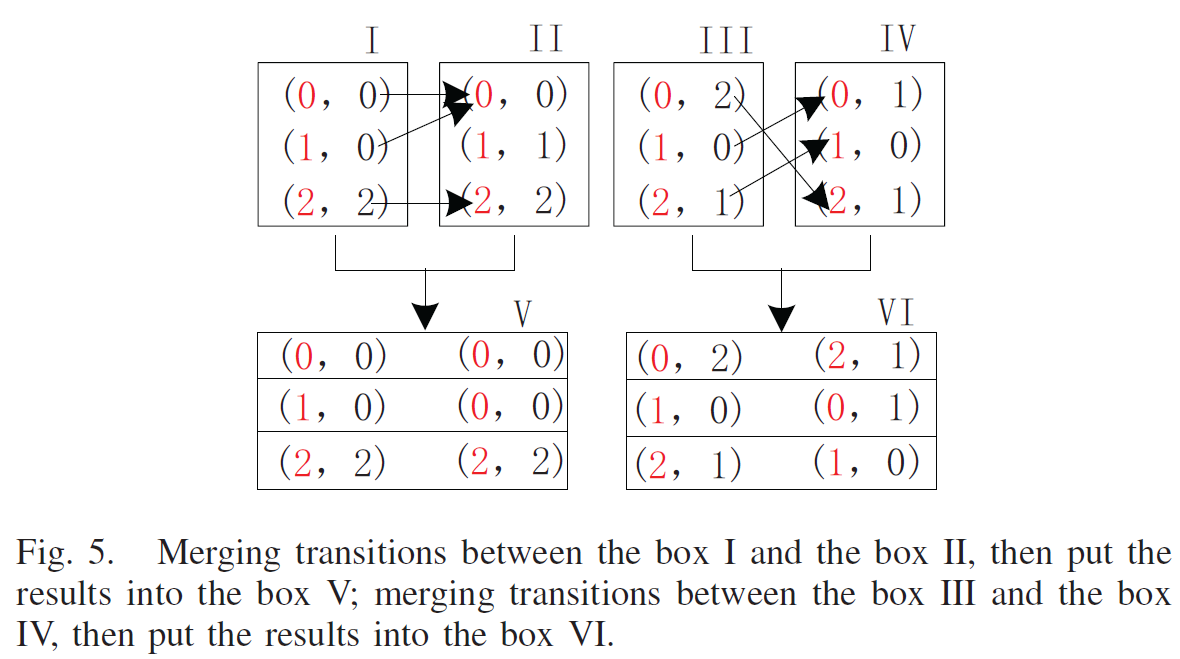 I II III IV
(0, 0) (0, 0) (0, 2) (0, 1)
(1, 0) (1, 1) (1, 0) (1, 0)
(2, 2) (2, 2) (2, 1) (2, 1)
V VI
(0, 0) (0, 0) (0, 2) (2, 1)
(1, 0) (0, 0) (1, 0) (0, 1)
(2, 2) (2, 2) (2, 1) (1, 0)
Fig. 5. Merging transitions between the box I and the box II, then put the
results into the box V; merging transitions between the box III and the box
IV, then put the results into the box VI.